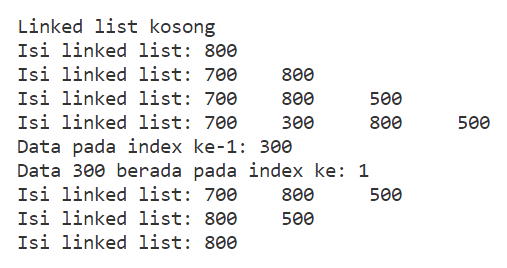 Linked list kosong
Isi linked list: 800
Isi linked list: 700 800
Isi linked list: 700 800 500
Isi linked list: 700 300 800 500
Data pada index ke-1: 300
Data 300 berada pada index ke: 1
Isi linked list: 700 800 500
Isi linked list: 800 500
Isi linked list: 800